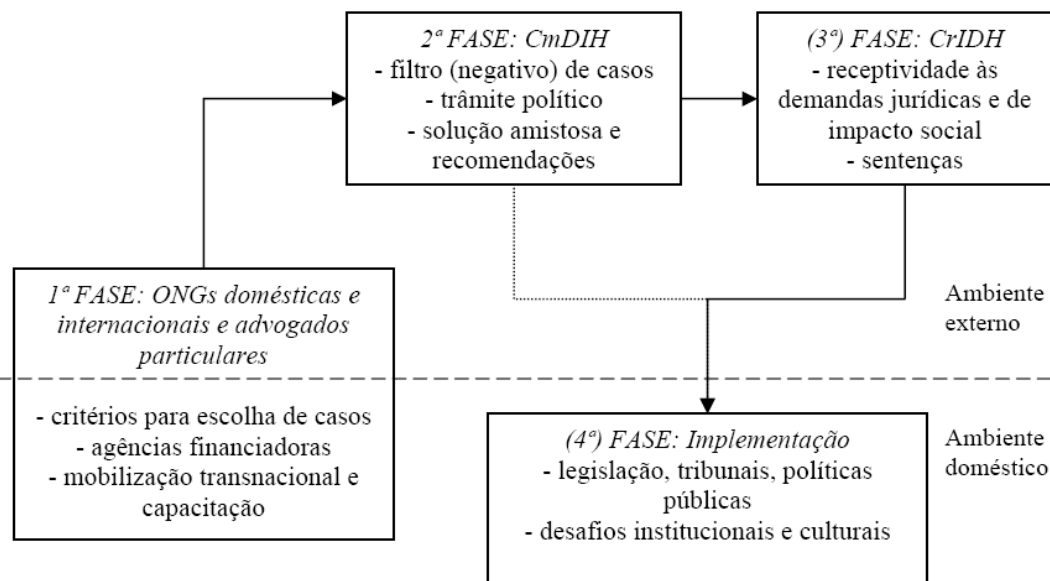 2ª FASE: CmDIH
- filtro (negativo) de casos
- trâmite político
- solução amistosa e
recomendações
(3ª) FASE: CrIDH
- receptividade às
demandas jurídicas e de
impacto social
- sentenças
1ª FASE: ONGs domésticas e
internacionais e advogados
particulares
- critérios para escolha de casos
- agências financiadoras
- mobilização transnacional e
capacitação
Ambiente
externo
(4ª) FASE: Implementação
- legislação, tribunais, políticas
públicas
- desafios institucionais e culturais
Ambiente
doméstico